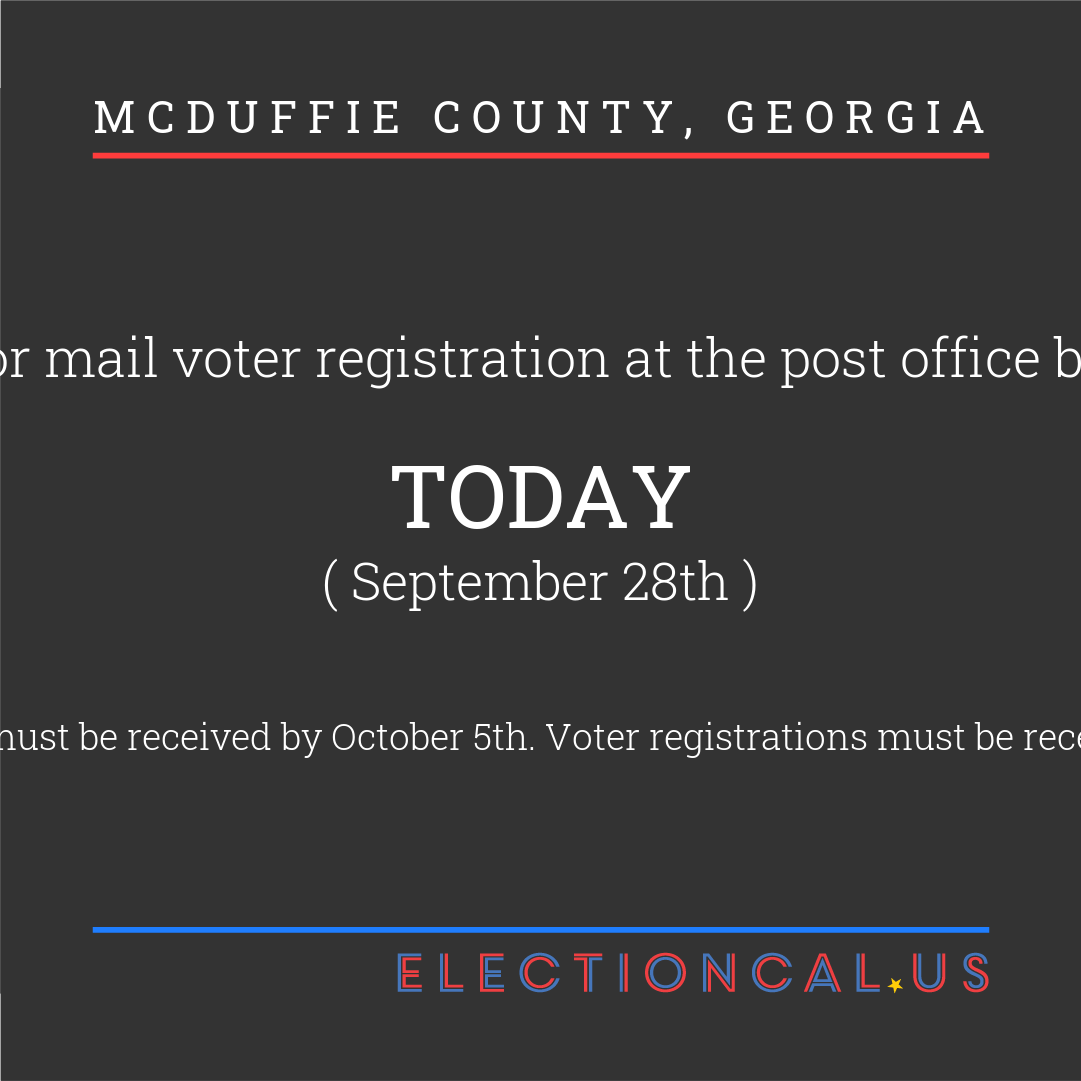 MCDUFFIE COUNTY, GEORGIA
or mail voter registration at the post office b
TODAY
( September 28th )
must be received by October 5th. Voter registrations must be rece
ELECTIONCAL.US